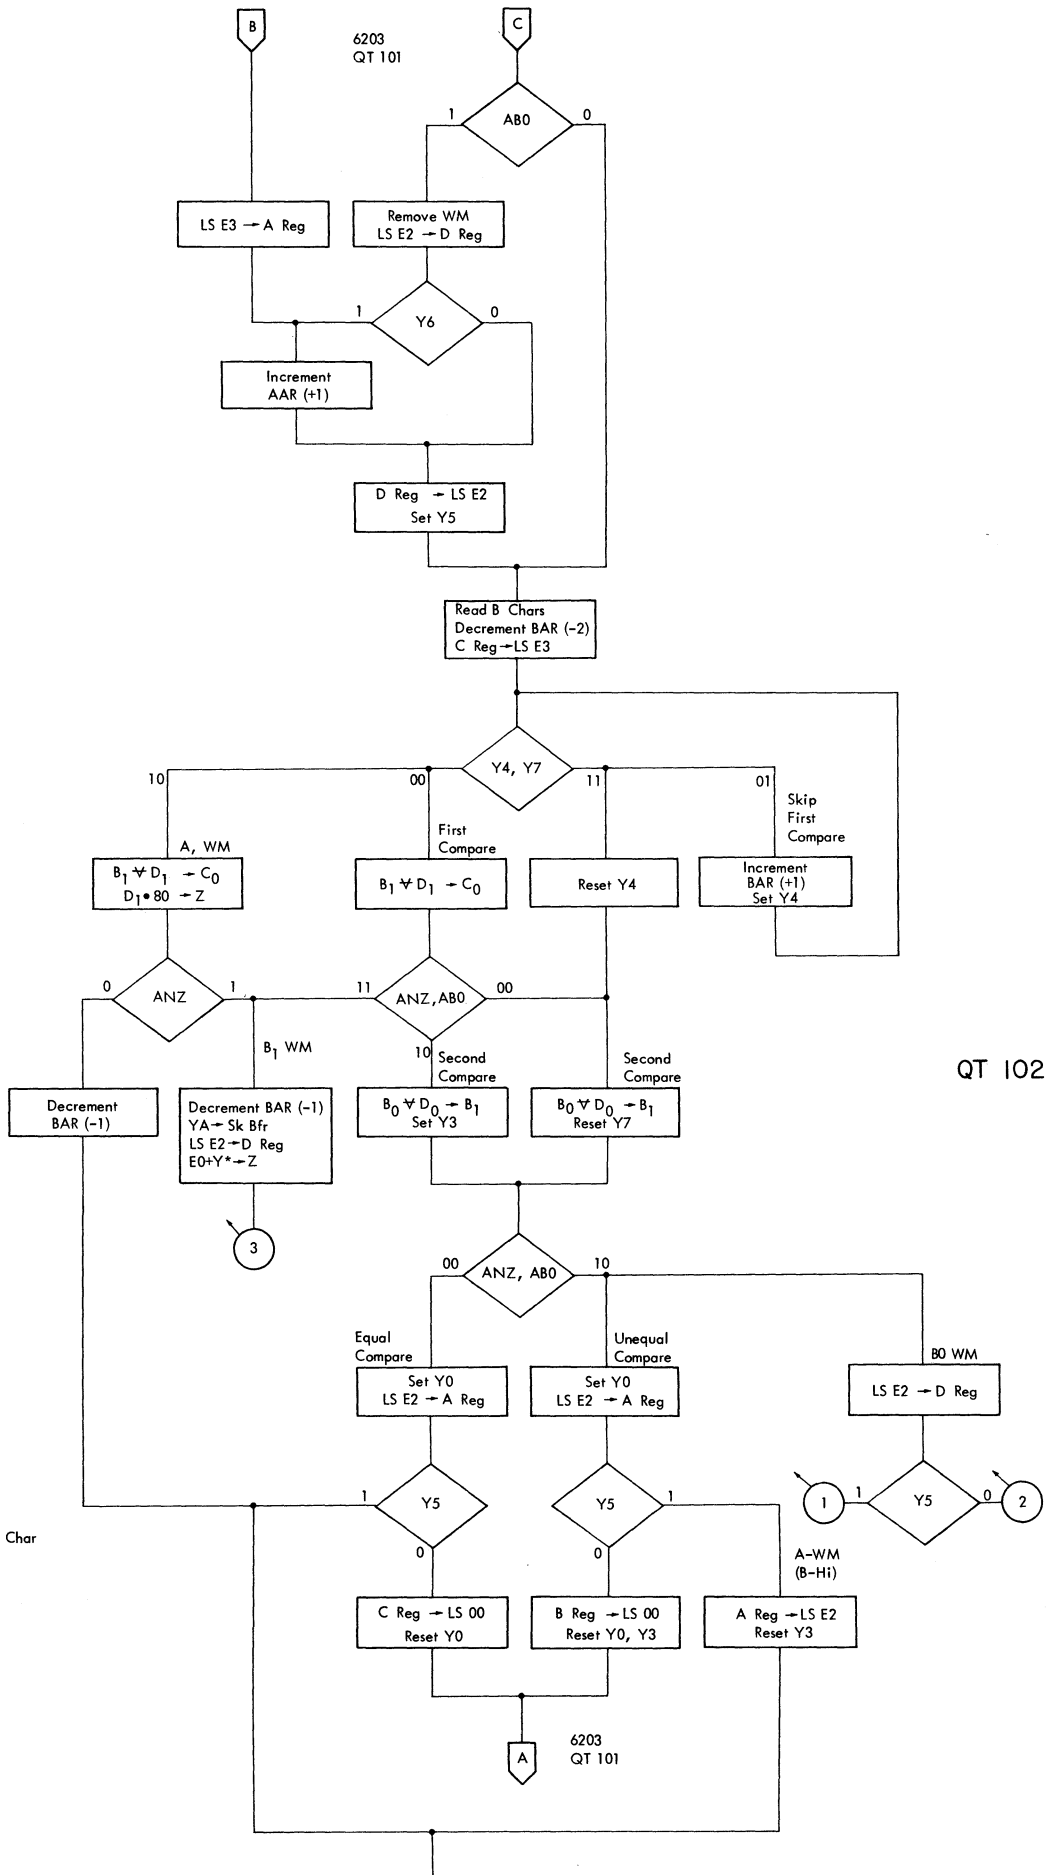 B
6203
QT 101
C
1
AB0
0
LS E3 → A Reg
Remove WM
LS E2 → D Reg
1
Y6
0
Increment
AAR (+1)
D Reg → LS E2
Set Y5
Read B Chars
Decrement BAR (-2)
C Reg → LS E3
10
00
Y4, Y7
11
01
Skip
First
Compare
A, WM
First
Compare
B₁ ⩝ D₁ → C₀
D₁ • 80 → Z
B₁ ⩝ D₁ → C₀
Reset Y4
Increment
BAR (+1)
Set Y4
0
ANZ
1
11
ANZ, AB0
00
B₁ WM
10
Second
Compare
Second
Compare
QT 102
Decrement
BAR (-1)
Decrement BAR (-1)
YA → Sk Bfr
LS E2 → D Reg
E0+Y* → Z
B₀ ⩝ D₀ → B₁
Set Y3
B₀ ⩝ D₀ → B₁
Reset Y7
3
00
ANZ, AB0
10
Equal
Compare
Unequal
Compare
B0 WM
Set Y0
LS E2 → A Reg
Set Y0
LS E2 → A Reg
LS E2 → D Reg
1
Y5
0
Y5
1
0
1
1
Y5
0
2
Char
A-WM
(B-Hi)
C Reg → LS 00
Reset Y0
B Reg → LS 00
Reset Y0, Y3
A Reg → LS E2
Reset Y3
A
6203
QT 101